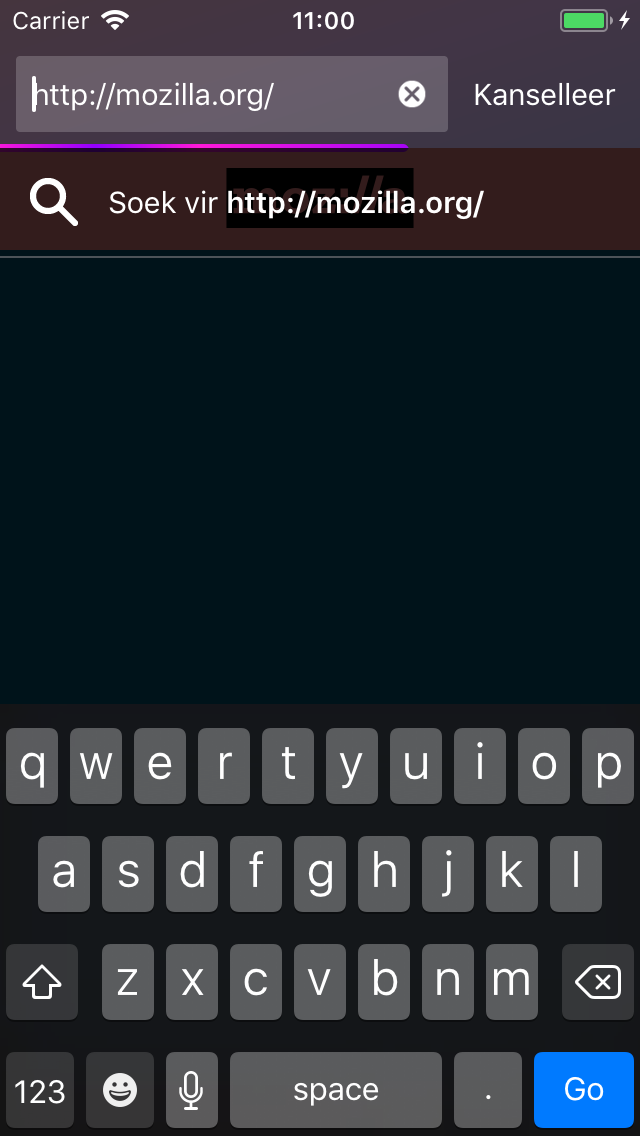 Carrier 11:00
http://mozilla.org/ Kanselleer
Soek vir http://mozilla.org/
q w e r t y u i o p
a s d f g h j k l
z x c v b n m
123 space . Go